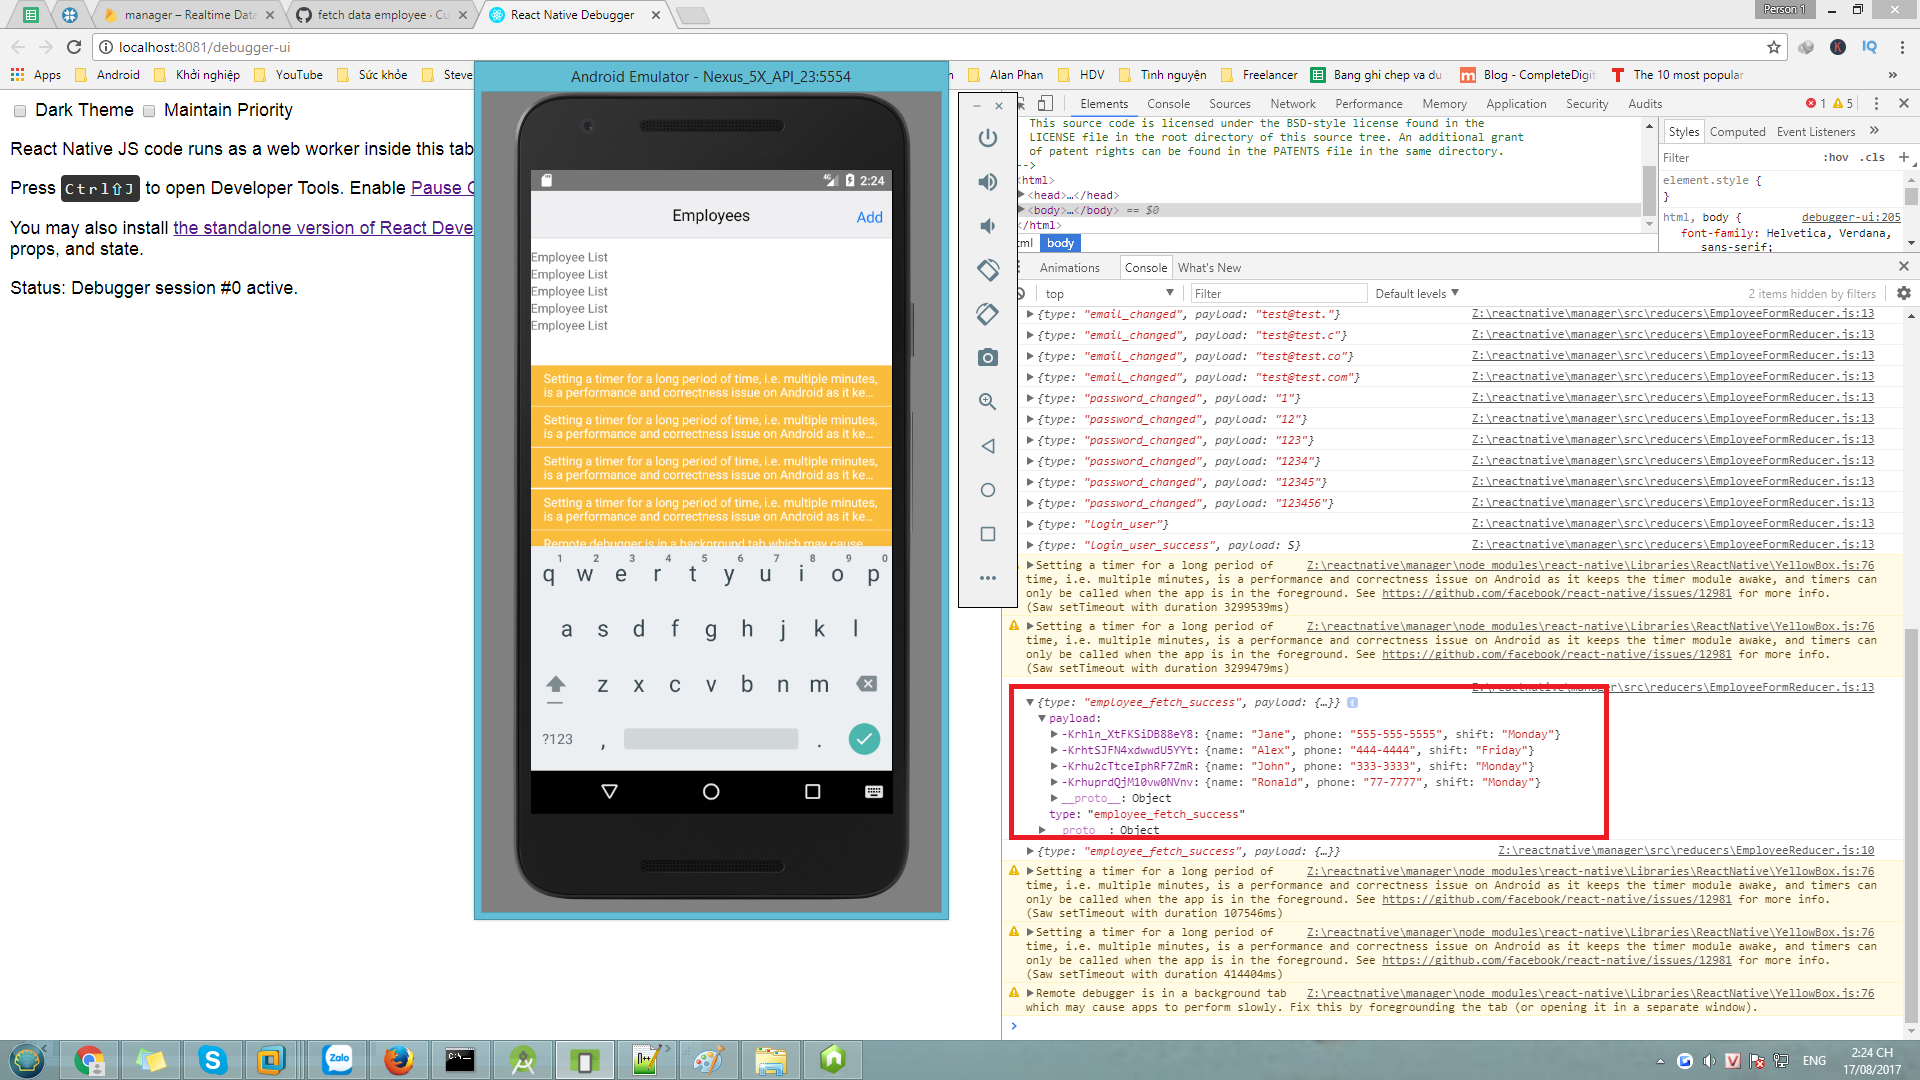 manager – Realtime Data
fetch data employee · Cu
React Native Debugger
Person 1
localhost:8081/debugger-ui
Apps
Android
Khởi nghiệp
YouTube
Sức khỏe
Steve
Alan Phan
HDV
Tình nguyện
Freelancer
Bang ghi chep va du
Blog - CompleteDigit
The 10 most popular
Dark Theme
Maintain Priority
React Native JS code runs as a web worker inside this tab
Press Ctrl⇧J to open Developer Tools. Enable Pause
You may also install the standalone version of React Deve
props, and state.
Status: Debugger session #0 active.
Android Emulator - Nexus_5X_API_23:5554
2:24
Employees
Add
Employee List
Employee List
Employee List
Employee List
Employee List
Setting a timer for a long period of time, i.e. multiple minutes,
is a performance and correctness issue on Android as it ke...
Setting a timer for a long period of time, i.e. multiple minutes,
is a performance and correctness issue on Android as it ke...
Setting a timer for a long period of time, i.e. multiple minutes,
is a performance and correctness issue on Android as it ke...
Setting a timer for a long period of time, i.e. multiple minutes,
is a performance and correctness issue on Android as it ke...
Remote debugger is in a background tab which may cause
1 2 3 4 5 6 7 8 9 0
q w e r t y u i o p
a s d f g h j k l
z x c v b n m
?123 , .
Elements Console Sources Network Performance Memory Application Security Audits
1 5
This source code is licensed under the BSD-style license found in the
LICENSE file in the root directory of this source tree. An additional grant
of patent rights can be found in the PATENTS file in the same directory.
-->
<html>
▶<head>…</head>
▶<body>…</body> == $0
</html>
html body
Styles Computed Event Listeners »
Filter :hov .cls +
element.style {
}
html, body { debugger-ui:205
font-family: Helvetica, Verdana,
sans-serif;
Animations Console What's New
top Filter Default levels 2 items hidden by filters
▶{type: "email_changed", payload: "test@test."} Z:\reactnative\manager\src\reducers\EmployeeFormReducer.js:13
▶{type: "email_changed", payload: "test@test.c"} Z:\reactnative\manager\src\reducers\EmployeeFormReducer.js:13
▶{type: "email_changed", payload: "test@test.co"} Z:\reactnative\manager\src\reducers\EmployeeFormReducer.js:13
▶{type: "email_changed", payload: "test@test.com"} Z:\reactnative\manager\src\reducers\EmployeeFormReducer.js:13
▶{type: "password_changed", payload: "1"} Z:\reactnative\manager\src\reducers\EmployeeFormReducer.js:13
▶{type: "password_changed", payload: "12"} Z:\reactnative\manager\src\reducers\EmployeeFormReducer.js:13
▶{type: "password_changed", payload: "123"} Z:\reactnative\manager\src\reducers\EmployeeFormReducer.js:13
▶{type: "password_changed", payload: "1234"} Z:\reactnative\manager\src\reducers\EmployeeFormReducer.js:13
▶{type: "password_changed", payload: "12345"} Z:\reactnative\manager\src\reducers\EmployeeFormReducer.js:13
▶{type: "password_changed", payload: "123456"} Z:\reactnative\manager\src\reducers\EmployeeFormReducer.js:13
▶{type: "login_user"} Z:\reactnative\manager\src\reducers\EmployeeFormReducer.js:13
▶{type: "login_user_success", payload: S} Z:\reactnative\manager\src\reducers\EmployeeFormReducer.js:13
▶Setting a timer for a long period of Z:\reactnative\manager\node_modules\react-native\Libraries\ReactNative\YellowBox.js:76
time, i.e. multiple minutes, is a performance and correctness issue on Android as it keeps the timer module awake, and timers can
only be called when the app is in the foreground. See https://github.com/facebook/react-native/issues/12981 for more info.
(Saw setTimeout with duration 3299539ms)
▶Setting a timer for a long period of Z:\reactnative\manager\node_modules\react-native\Libraries\ReactNative\YellowBox.js:76
time, i.e. multiple minutes, is a performance and correctness issue on Android as it keeps the timer module awake, and timers can
only be called when the app is in the foreground. See https://github.com/facebook/react-native/issues/12981 for more info.
(Saw setTimeout with duration 3299479ms)
Z:\reactnative\manager\src\reducers\EmployeeFormReducer.js:13
▼{type: "employee_fetch_success", payload: {…}}
▼payload:
▶-Krhln_XtFKSiDB88eY8: {name: "Jane", phone: "555-555-5555", shift: "Monday"}
▶-KrhtSJFN4xdwwdU5YYt: {name: "Alex", phone: "444-4444", shift: "Friday"}
▶-Krhu2cTtceIphRF7ZmR: {name: "John", phone: "333-3333", shift: "Monday"}
▶-KrhuprdQjM10vw0NVnv: {name: "Ronald", phone: "77-7777", shift: "Monday"}
▶__proto__: Object
type: "employee_fetch_success"
▶__proto__: Object
▶{type: "employee_fetch_success", payload: {…}} Z:\reactnative\manager\src\reducers\EmployeeReducer.js:10
▶Setting a timer for a long period of Z:\reactnative\manager\node_modules\react-native\Libraries\ReactNative\YellowBox.js:76
time, i.e. multiple minutes, is a performance and correctness issue on Android as it keeps the timer module awake, and timers can
only be called when the app is in the foreground. See https://github.com/facebook/react-native/issues/12981 for more info.
(Saw setTimeout with duration 107546ms)
▶Setting a timer for a long period of Z:\reactnative\manager\node_modules\react-native\Libraries\ReactNative\YellowBox.js:76
time, i.e. multiple minutes, is a performance and correctness issue on Android as it keeps the timer module awake, and timers can
only be called when the app is in the foreground. See https://github.com/facebook/react-native/issues/12981 for more info.
(Saw setTimeout with duration 414404ms)
▶Remote debugger is in a background tab Z:\reactnative\manager\node_modules\react-native\Libraries\ReactNative\YellowBox.js:76
which may cause apps to perform slowly. Fix this by foregrounding the tab (or opening it in a separate window).
Zalo
ENG
2:24 CH
17/08/2017